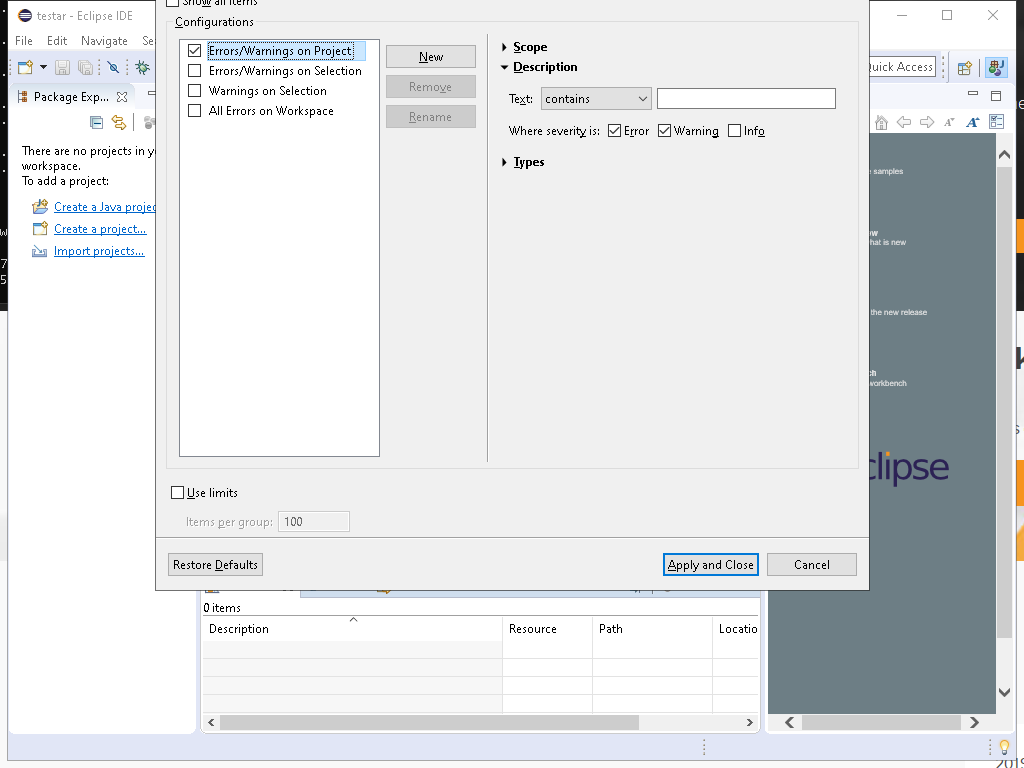 Show all items
testar - Eclipse IDE
Configurations
File Edit Navigate Se
Errors/Warnings on Project
Errors/Warnings on Selection
Warnings on Selection
All Errors on Workspace
New
Remove
Rename
Scope
Description
Text: contains
Where severity is: Error Warning Info
Types
Quick Access
Package Exp...
There are no projects in y
workspace.
To add a project:
Create a Java projec
Create a project...
Import projects...
samples
w
hat is new
the new release
ch
workbench
clipse
Use limits
Items per group: 100
Restore Defaults Apply and Close Cancel
0 items
Description Resource Path Locatio
2019